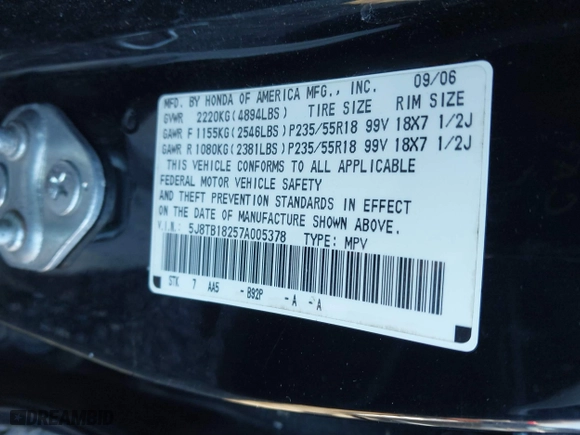 MFD. BY HONDA OF AMERICA MFG., INC. 09/06
GVWR 2220KG(4894LBS) TIRE SIZE RIM SIZE
GAWR F 1155KG(2546LBS)P235/55R18 99V 18X7 1/2J
GAWR R 1080KG(2381LBS)P235/55R18 99V 18X7 1/2J
THIS VEHICLE CONFORMS TO ALL APPLICABLE
FEDERAL MOTOR VEHICLE SAFETY
AND THEFT PREVENTION STANDARDS IN EFFECT
ON THE DATE OF MANUFACTURE SHOWN ABOVE.
V.I.N.: 5J8TB18257A005378 TYPE: MPV
STK 7 AA5 - B92P - A - A
DREAMBID